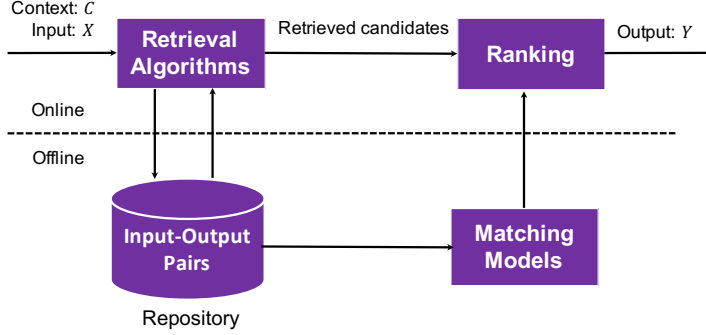 Context: C
Input: X
Retrieval
Algorithms
Retrieved candidates
Ranking
Output: Y
Online
Offline
Input-Output
Pairs
Matching
Models
Repository